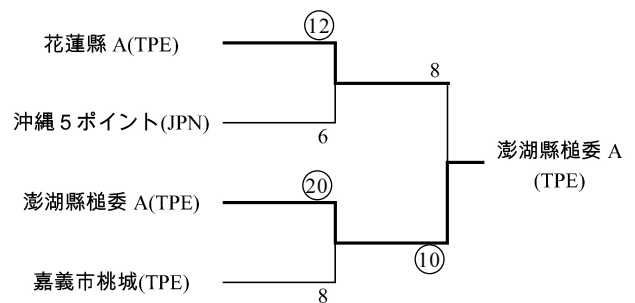 ⑫
花蓮縣 A(TPE)
8
沖縄５ポイント(JPN)
6
澎湖縣槌委 A
(TPE)
⑳
澎湖縣槌委 A(TPE)
⑩
嘉義市桃城(TPE)
8